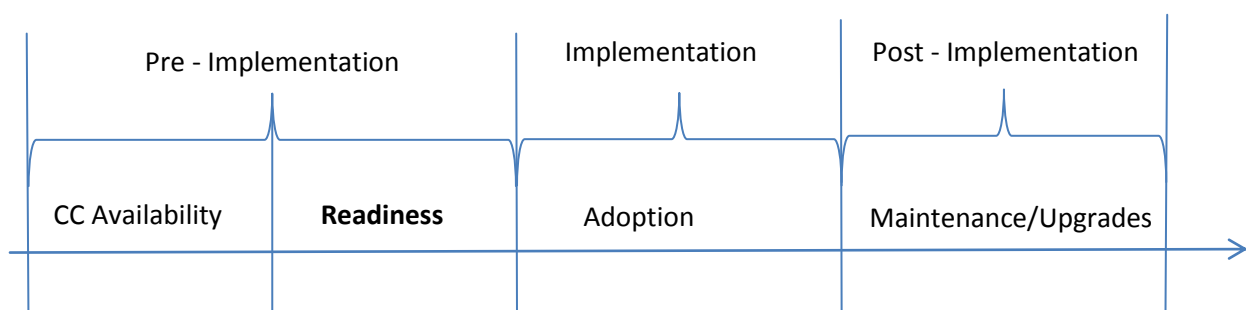 Pre - Implementation
Implementation
Post - Implementation
CC Availability
Readiness
Adoption
Maintenance/Upgrades